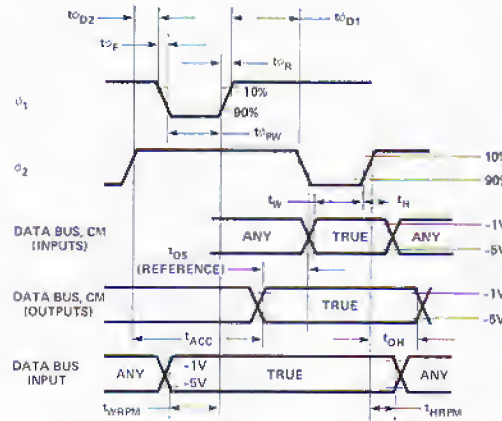 tφD2
tφD1
tφF
tφR
φ1
10%
90%
tφPW
φ2
10%
90%
tW
tR
DATA BUS, CM
(INPUTS)
ANY
TRUE
ANY
-1V
-5V
tOS
(REFERENCE)
DATA BUS, CM
(OUTPUTS)
TRUE
-1V
-5V
tACC
tOH
DATA BUS
INPUT
ANY
-1V
-5V
TRUE
ANY
tWRPM
tHRPM